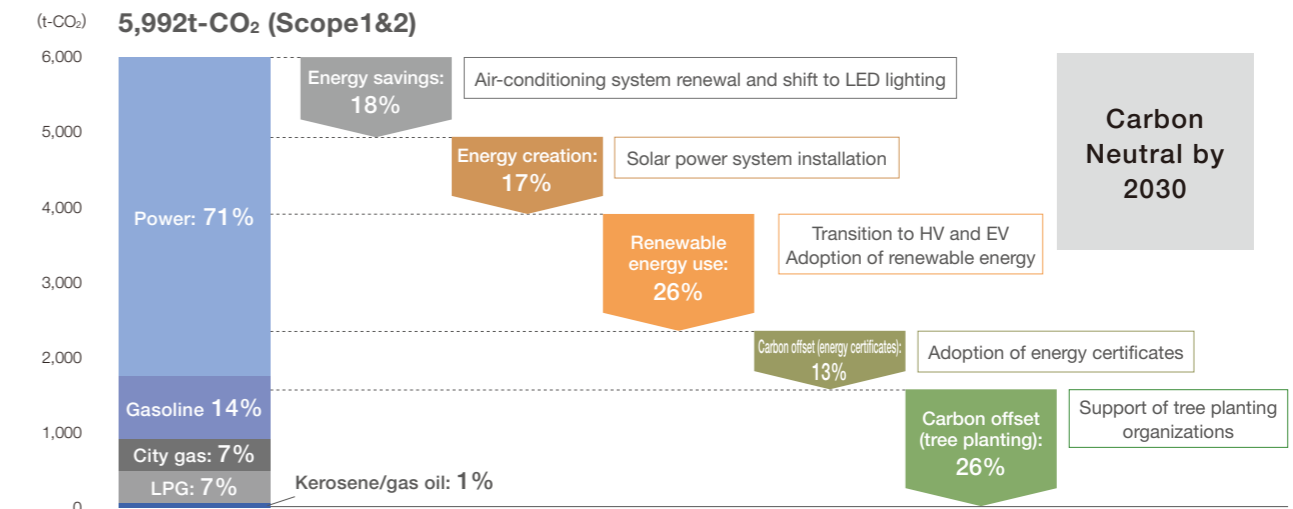 (t-CO₂)
5,992t-CO₂ (Scope1&2)
6,000
5,000
4,000
3,000
2,000
1,000
0
Power: 71%
Gasoline 14%
City gas: 7%
LPG: 7%
Kerosene/gas oil: 1%
Energy savings:
18%
Air-conditioning system renewal and shift to LED lighting
Energy creation:
17%
Solar power system installation
Renewable
energy use:
26%
Transition to HV and EV
Adoption of renewable energy
Carbon offset (energy certificates):
13%
Adoption of energy certificates
Carbon offset
(tree planting):
26%
Support of tree planting
organizations
Carbon
Neutral by
2030